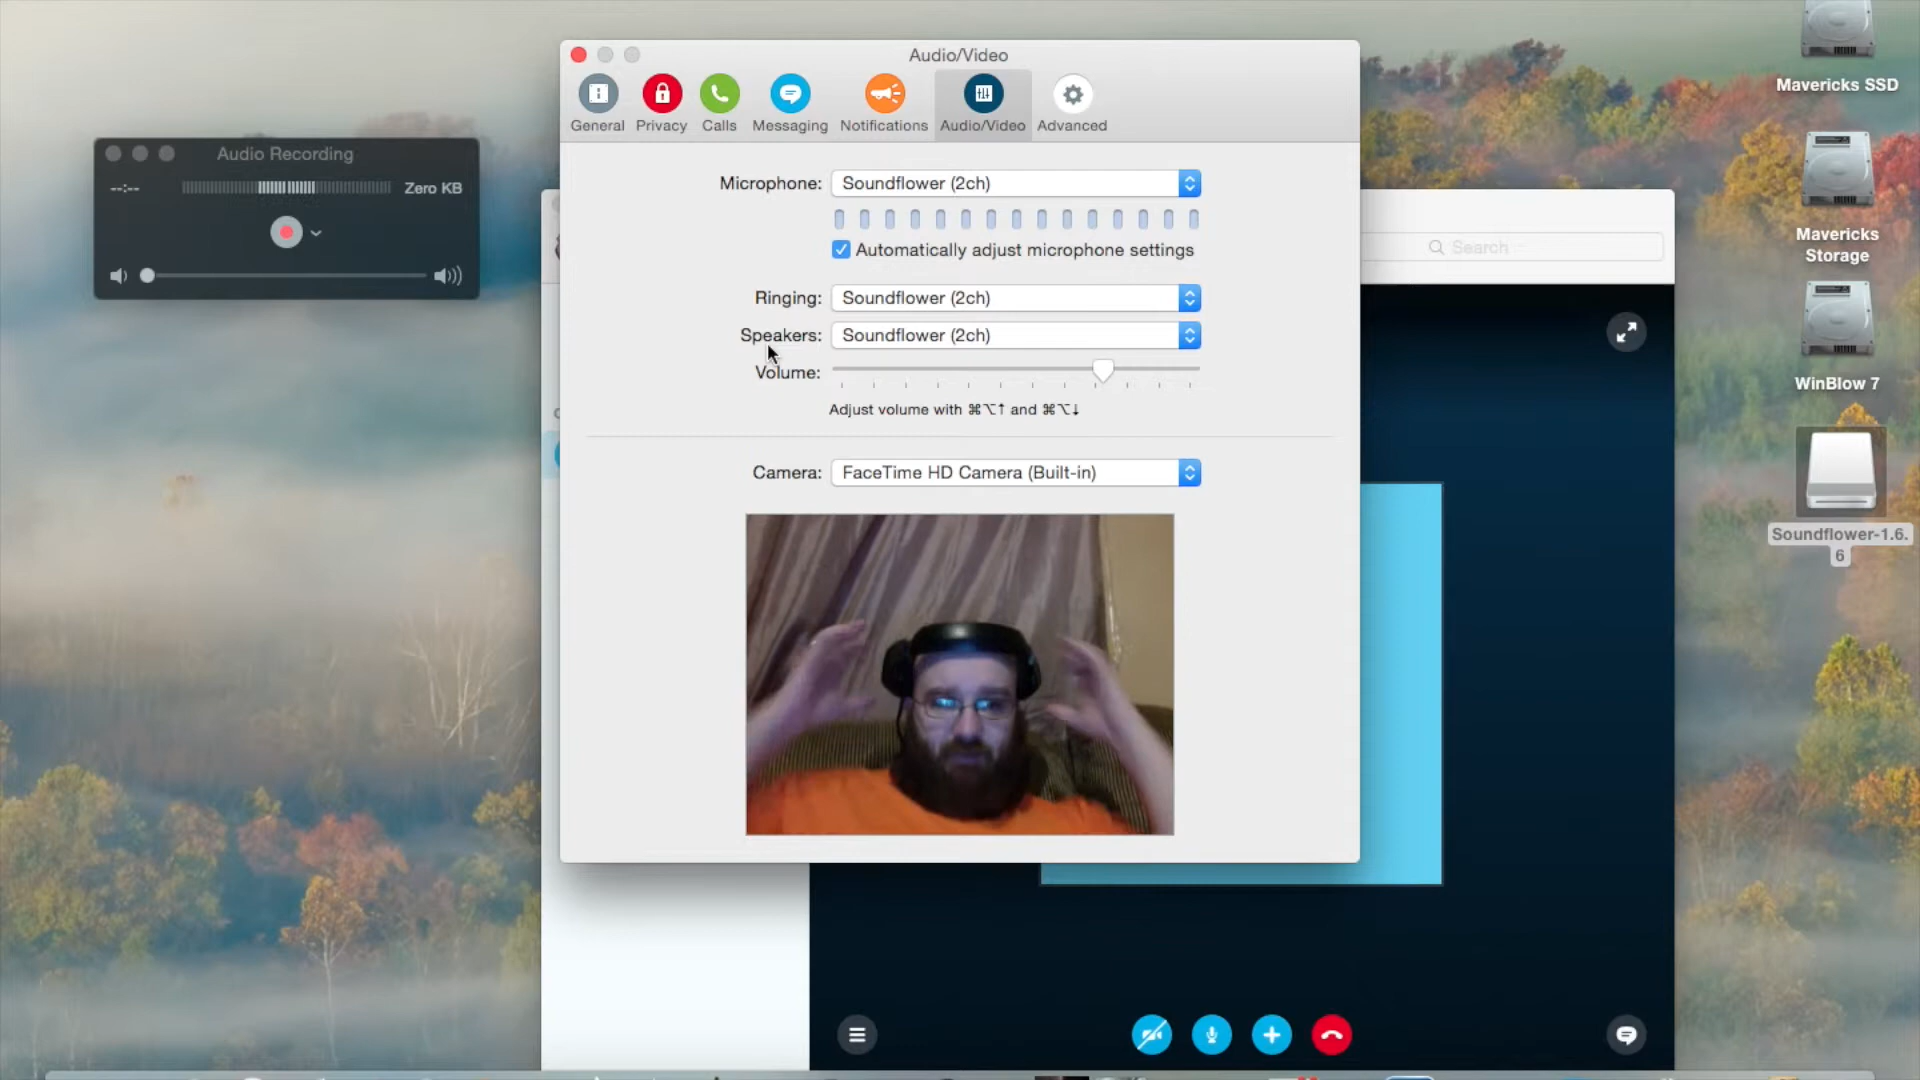 Audio/Video
General Privacy Calls Messaging Notifications Audio/Video Advanced
Audio Recording
--:-- Zero KB
Microphone: Soundflower (2ch)
Automatically adjust microphone settings
Ringing: Soundflower (2ch)
Speakers: Soundflower (2ch)
Volume:
Adjust volume with ⌘⌥↑ and ⌘⌥↓
Camera: FaceTime HD Camera (Built-in)
Search
Mavericks SSD
Mavericks
Storage
WinBlow 7
Soundflower-1.6.
6